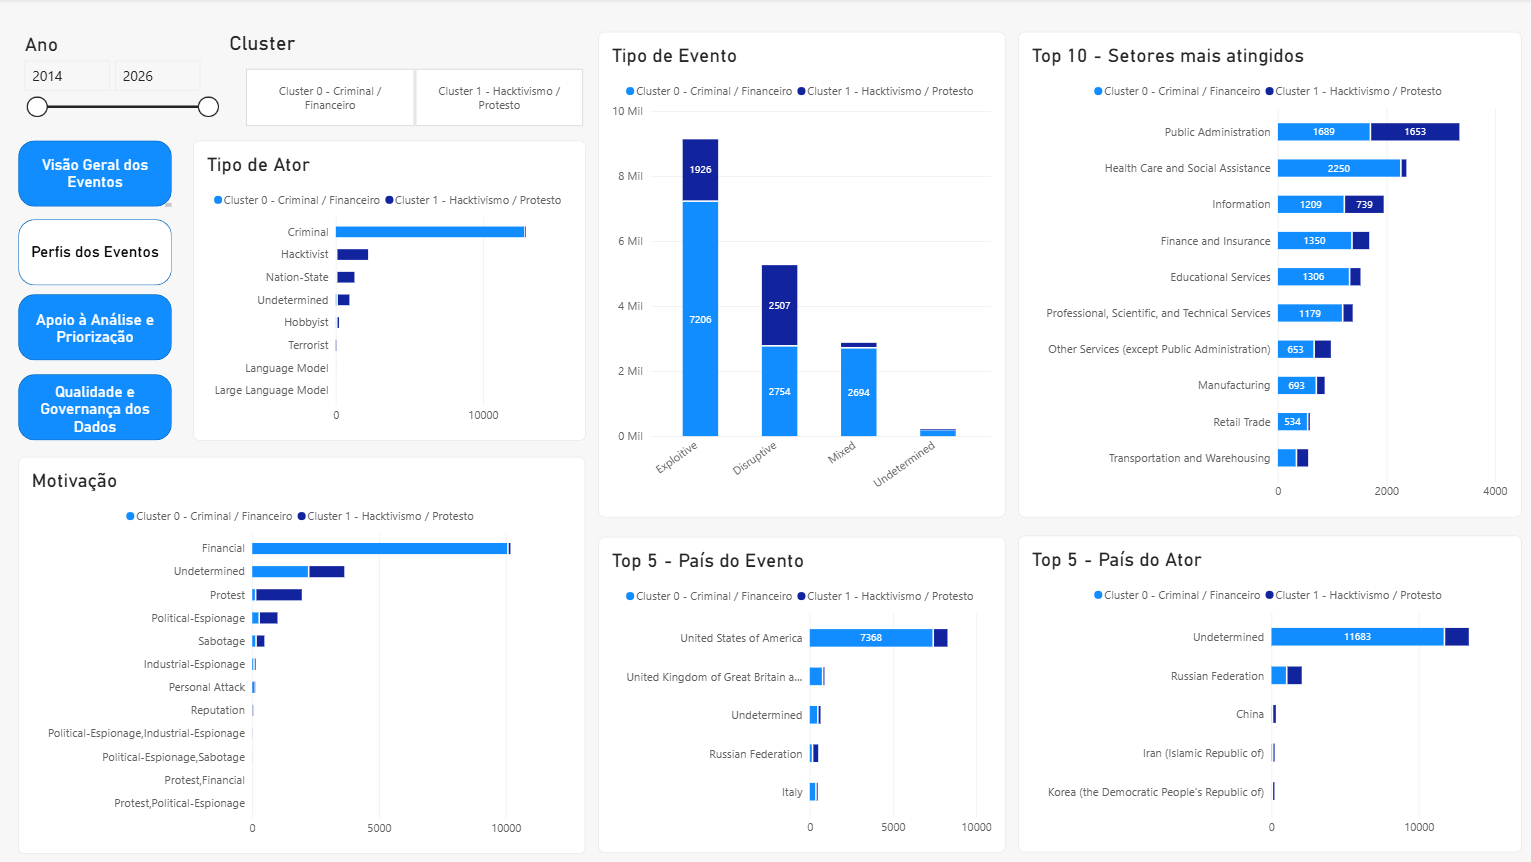 Ano
2014
2026
Cluster
Cluster 0 - Criminal /
Financeiro
Cluster 1 - Hacktivismo /
Protesto
Visão Geral dos
Eventos
Perfis dos Eventos
Apoio à Análise e
Priorização
Qualidade e
Governança dos
Dados
Tipo de Ator
Cluster 0 - Criminal / Financeiro
Cluster 1 - Hacktivismo / Protesto
Criminal
Hacktivist
Nation-State
Undetermined
Hobbyist
Terrorist
Language Model
Large Language Model
0
10000
Motivação
Cluster 0 - Criminal / Financeiro
Cluster 1 - Hacktivismo / Protesto
Financial
Undetermined
Protest
Political-Espionage
Sabotage
Industrial-Espionage
Personal Attack
Reputation
Political-Espionage,Industrial-Espionage
Political-Espionage,Sabotage
Protest,Financial
Protest,Political-Espionage
0
5000
10000
Tipo de Evento
Cluster 0 - Criminal / Financeiro
Cluster 1 - Hacktivismo / Protesto
10 Mil
8 Mil
6 Mil
4 Mil
2 Mil
0 Mil
1926
7206
2507
2754
2694
Exploitive
Disruptive
Mixed
Undetermined
Top 10 - Setores mais atingidos
Cluster 0 - Criminal / Financeiro
Cluster 1 - Hacktivismo / Protesto
Public Administration 1689 1653
Health Care and Social Assistance 2250
Information 1209 739
Finance and Insurance 1350
Educational Services 1306
Professional, Scientific, and Technical Services 1179
Other Services (except Public Administration) 653
Manufacturing 693
Retail Trade 534
Transportation and Warehousing
0
2000
4000
Top 5 - País do Evento
Cluster 0 - Criminal / Financeiro
Cluster 1 - Hacktivismo / Protesto
United States of America 7368
United Kingdom of Great Britain a...
Undetermined
Russian Federation
Italy
0
5000
10000
Top 5 - País do Ator
Cluster 0 - Criminal / Financeiro
Cluster 1 - Hacktivismo / Protesto
Undetermined 11683
Russian Federation
China
Iran (Islamic Republic of)
Korea (the Democratic People's Republic of)
0
10000